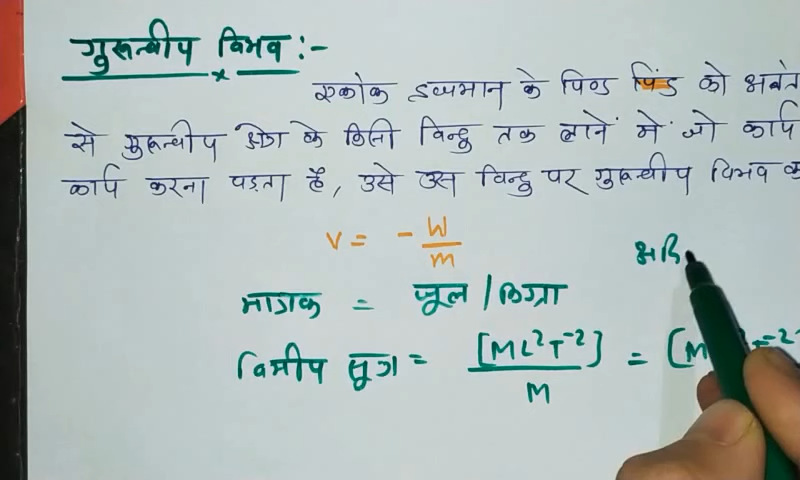 गुरूत्वीय विभव :-
एकांक द्रव्यमान के पिण्ड पिंड को अनंत
से गुरूत्वीय क्षेत्र के किसी बिन्दु तक लाने में जो कार्य
कार्य करना पड़ता है, उसे उस बिन्दु पर गुरूत्वीय विभव क
V = - W/m
मात्रक = जूल / किग्रा
विमीय सूत्र = [ML²T⁻²]/M =